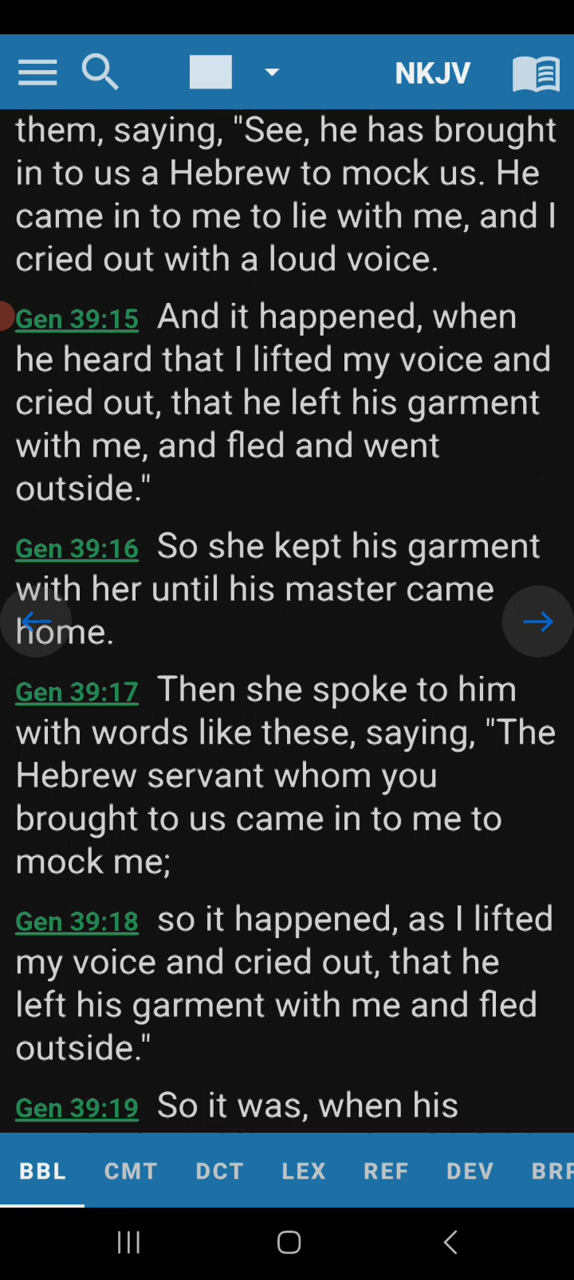 NKJV
them, saying, "See, he has brought
in to us a Hebrew to mock us. He
came in to me to lie with me, and I
cried out with a loud voice.
Gen 39:15 And it happened, when
he heard that I lifted my voice and
cried out, that he left his garment
with me, and fled and went
outside."
Gen 39:16 So she kept his garment
with her until his master came
home.
Gen 39:17 Then she spoke to him
with words like these, saying, "The
Hebrew servant whom you
brought to us came in to me to
mock me;
Gen 39:18 so it happened, as I lifted
my voice and cried out, that he
left his garment with me and fled
outside."
Gen 39:19 So it was, when his
BBL CMT DCT LEX REF DEV BRP